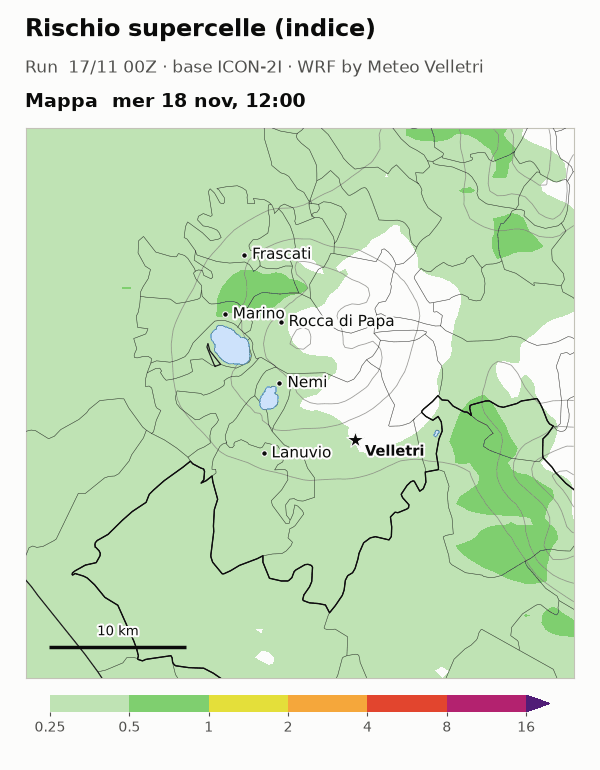 Rischio supercelle (indice)
Run  17/11 00Z · base ICON-2I · WRF by Meteo Velletri
Mappa  mer 18 nov, 12:00
Frascati
Marino
Rocca di Papa
Nemi
Velletri
Lanuvio
10 km
0.25 0.5 1 2 4 8 16